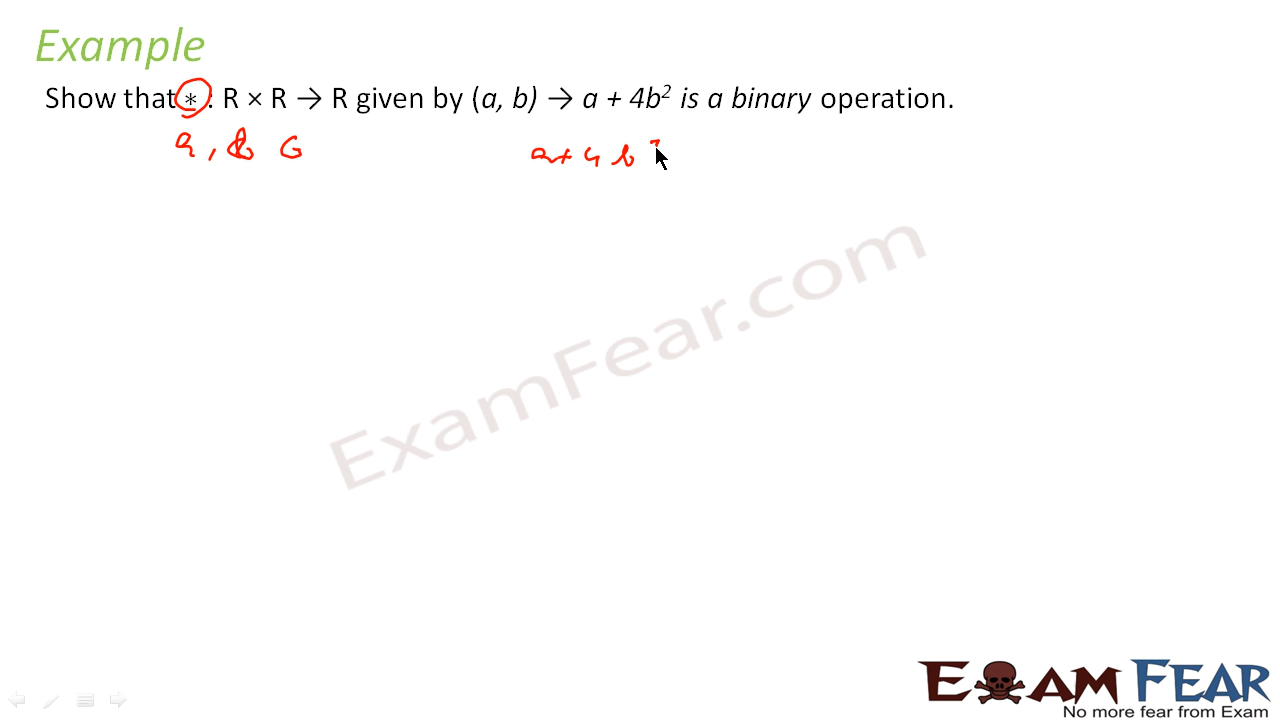 Example
Show that * : R × R → R given by (a, b) → a + 4b² is a binary operation.
a, b ∈ a+4b²
ExamFear.com
EXAM FEAR
No more fear from Exam